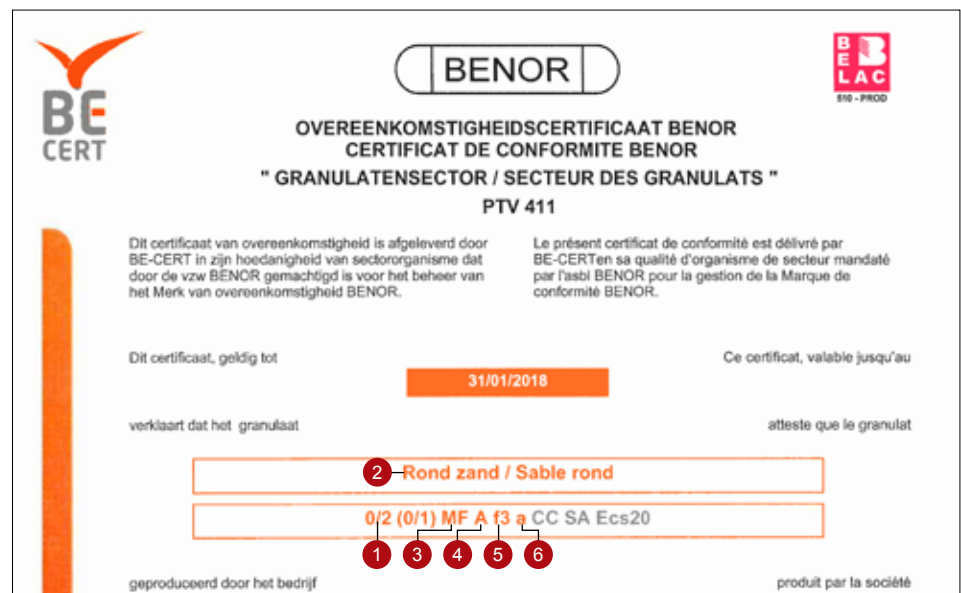 BE
CERT
BENOR
B
E
L A C
510 - PROD
OVEREENKOMSTIGHEIDSCERTIFICAAT BENOR
CERTIFICAT DE CONFORMITE BENOR
" GRANULATENSECTOR / SECTEUR DES GRANULATS "
PTV 411
Dit certificaat van overeenkomstigheid is afgeleverd door
BE-CERT in zijn hoedanigheid van sectororganisme dat
door de vzw BENOR gemachtigd is voor het beheer van
het Merk van overeenkomstigheid BENOR.
Le présent certificat de conformité est délivré par
BE-CERTen sa qualité d'organisme de secteur mandaté
par l'asbl BENOR pour la gestion de la Marque de
conformité BENOR.
Dit certificaat, geldig tot
Ce certificat, valable jusqu'au
31/01/2018
verklaart dat het granulaat
atteste que le granulat
2 Rond zand / Sable rond
0/2 (0/1) MF A f3 a CC SA Ecs20
1 3 4 5 6
geproduceerd door het bedrijf
produit par la société